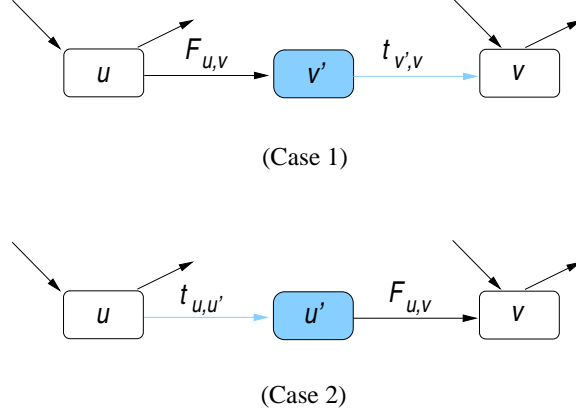 u F_{u,v} v' t_{v',v} v
(Case 1)
u t_{u,u'} u' F_{u,v} v
(Case 2)